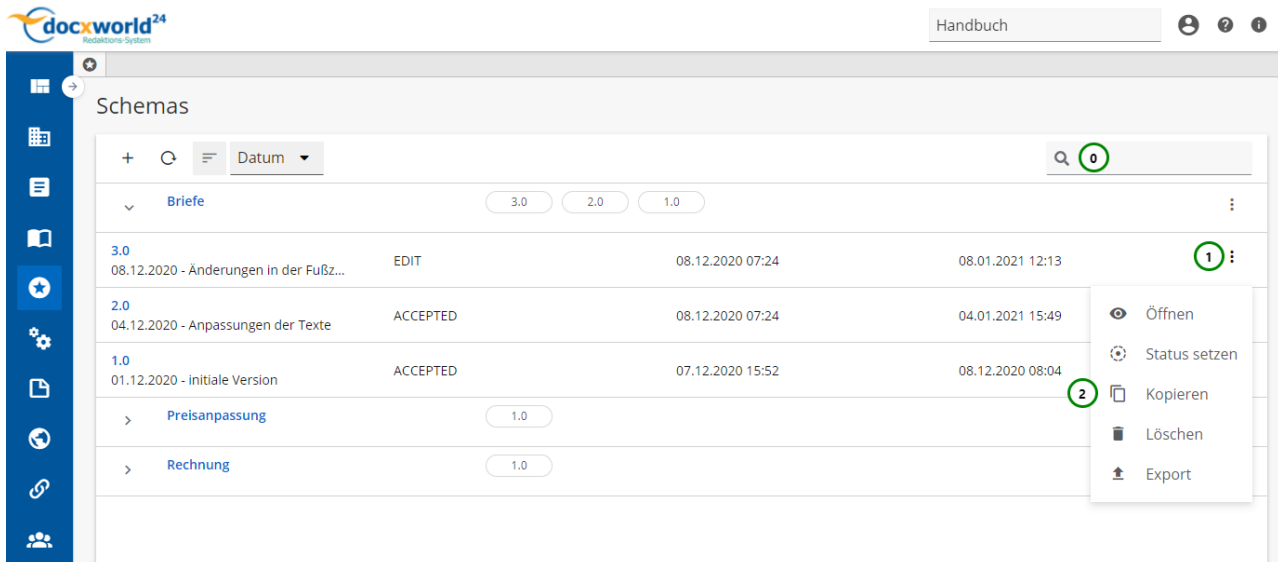 docxworld24
Redaktions-System
Handbuch
Schemas
Datum
0
Briefe 3.0 2.0 1.0
3.0
08.12.2020 - Änderungen in der Fußz... EDIT 08.12.2020 07:24 08.01.2021 12:13 1
2.0
04.12.2020 - Anpassungen der Texte ACCEPTED 08.12.2020 07:24 04.01.2021 15:49
1.0
01.12.2020 - initiale Version ACCEPTED 07.12.2020 15:52 08.12.2020 08:04
Preisanpassung 1.0
Rechnung 1.0
Öffnen
Status setzen
2 Kopieren
Löschen
Export